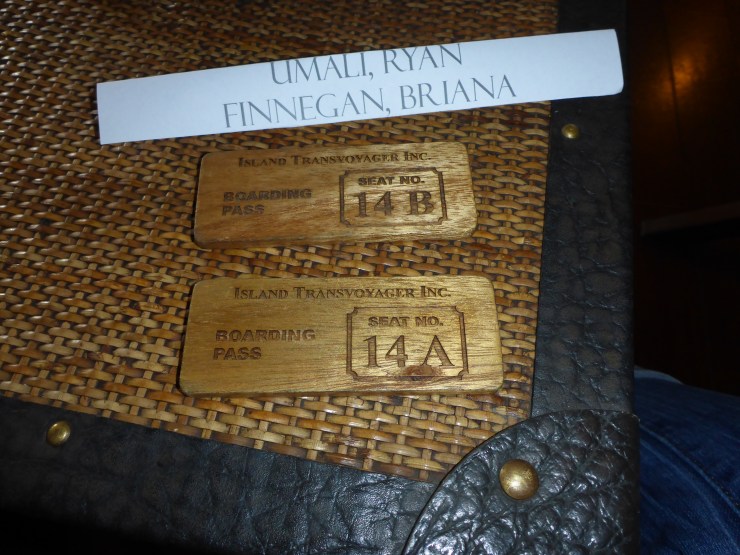 UMALI, RYAN
FINNEGAN, BRIANA
ISLAND TRANSVOYAGER INC.
BOARDING PASS
SEAT NO.
14 B
ISLAND TRANSVOYAGER INC.
BOARDING PASS
SEAT NO.
14 A